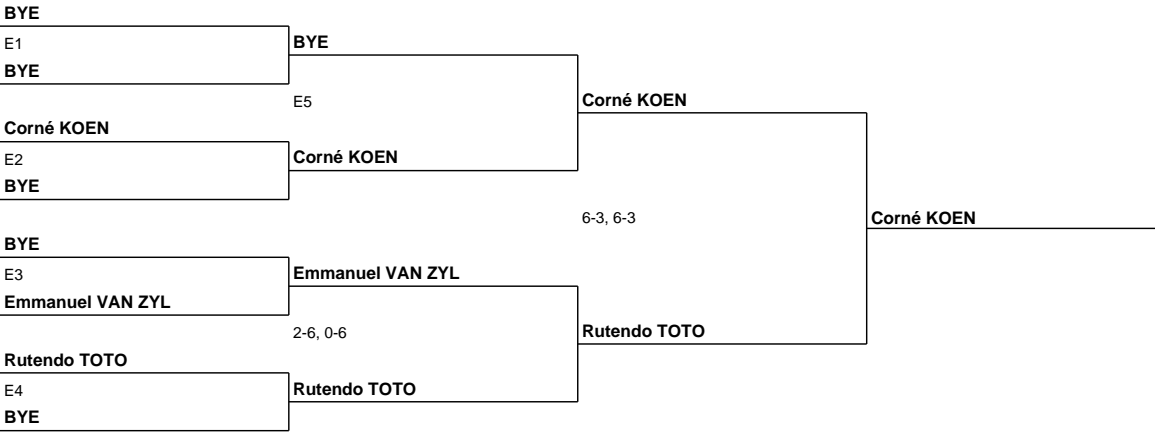 BYE
E1
BYE
BYE
E5
Corné KOEN
Corné KOEN
E2
Corné KOEN
BYE
6-3, 6-3
Corné KOEN
BYE
E3
Emmanuel VAN ZYL
Emmanuel VAN ZYL
2-6, 0-6
Rutendo TOTO
Rutendo TOTO
E4
Rutendo TOTO
BYE